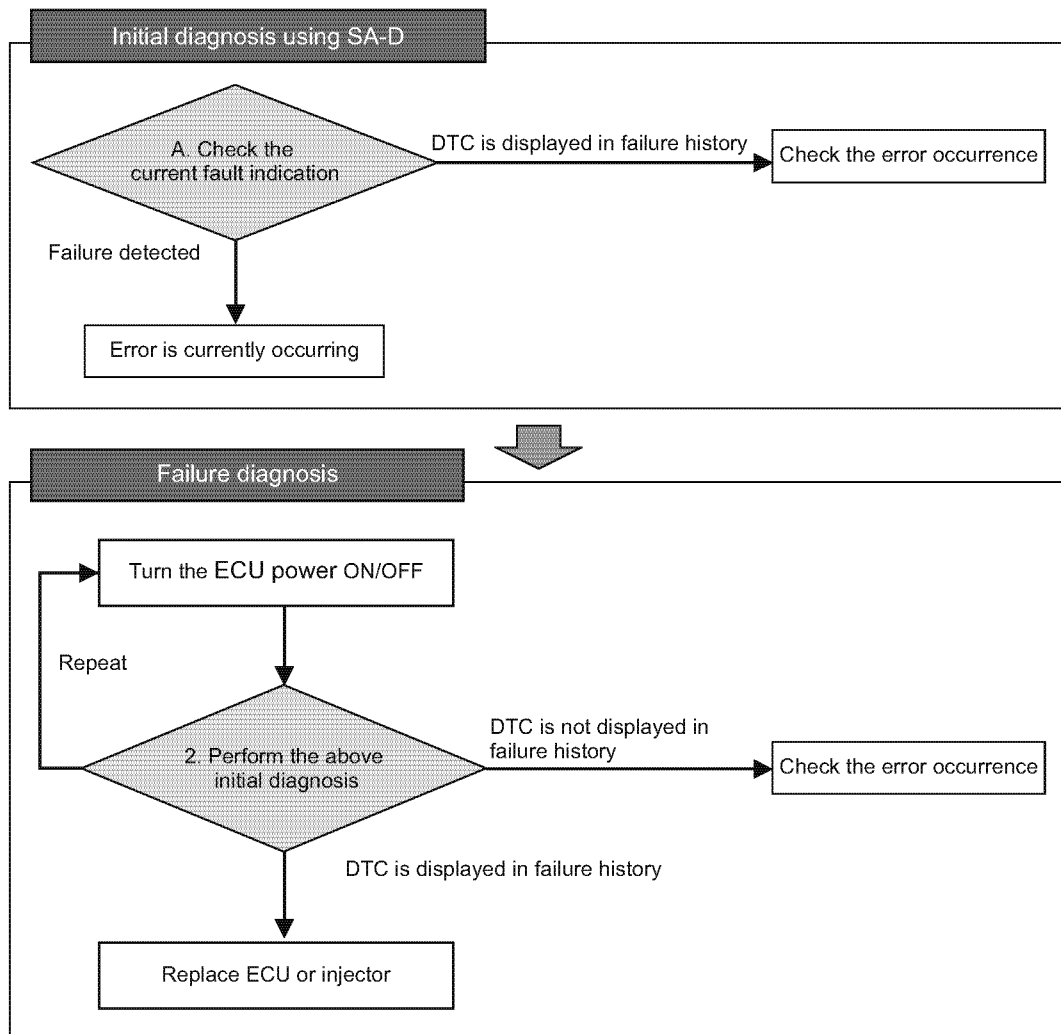 Initial diagnosis using SA-D
A. Check the
current fault indication
DTC is displayed in failure history
Check the error occurrence
Failure detected
Error is currently occurring
Failure diagnosis
Turn the ECU power ON/OFF
Repeat
2. Perform the above
initial diagnosis
DTC is not displayed in
failure history
Check the error occurrence
DTC is displayed in failure history
Replace ECU or injector